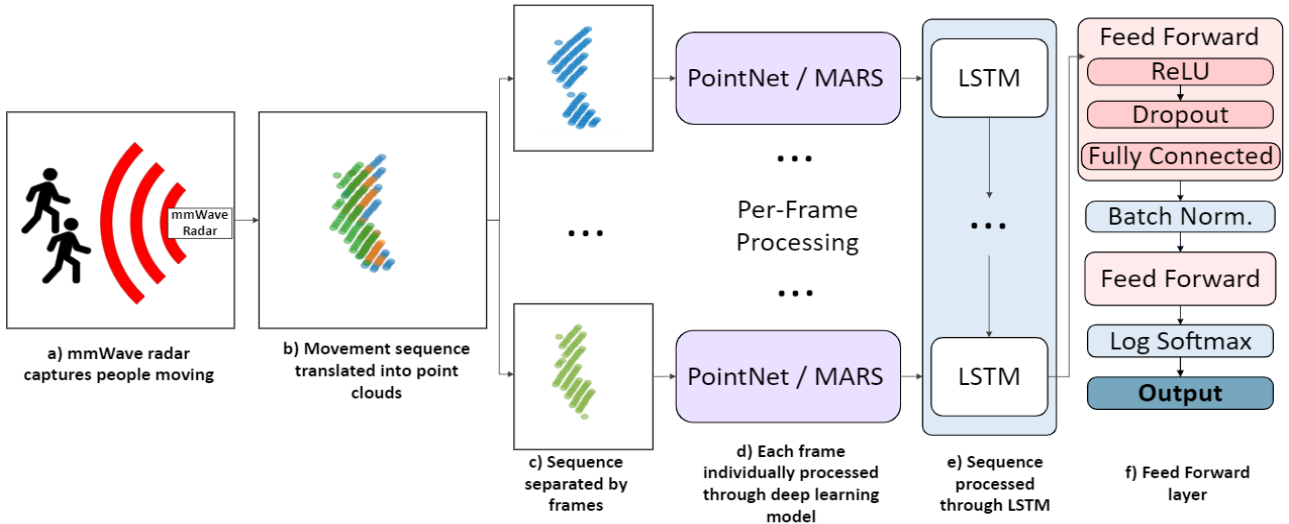 mmWave
Radar
a) mmWave radar
captures people moving
b) Movement sequence
translated into point
clouds
...
c) Sequence
separated by
frames
PointNet / MARS
...
Per-Frame
Processing
...
PointNet / MARS
d) Each frame
individually processed
through deep learning
model
LSTM
...
LSTM
e) Sequence
processed
through LSTM
Feed Forward
ReLU
Dropout
Fully Connected
Batch Norm.
Feed Forward
Log Softmax
Output
f) Feed Forward
layer